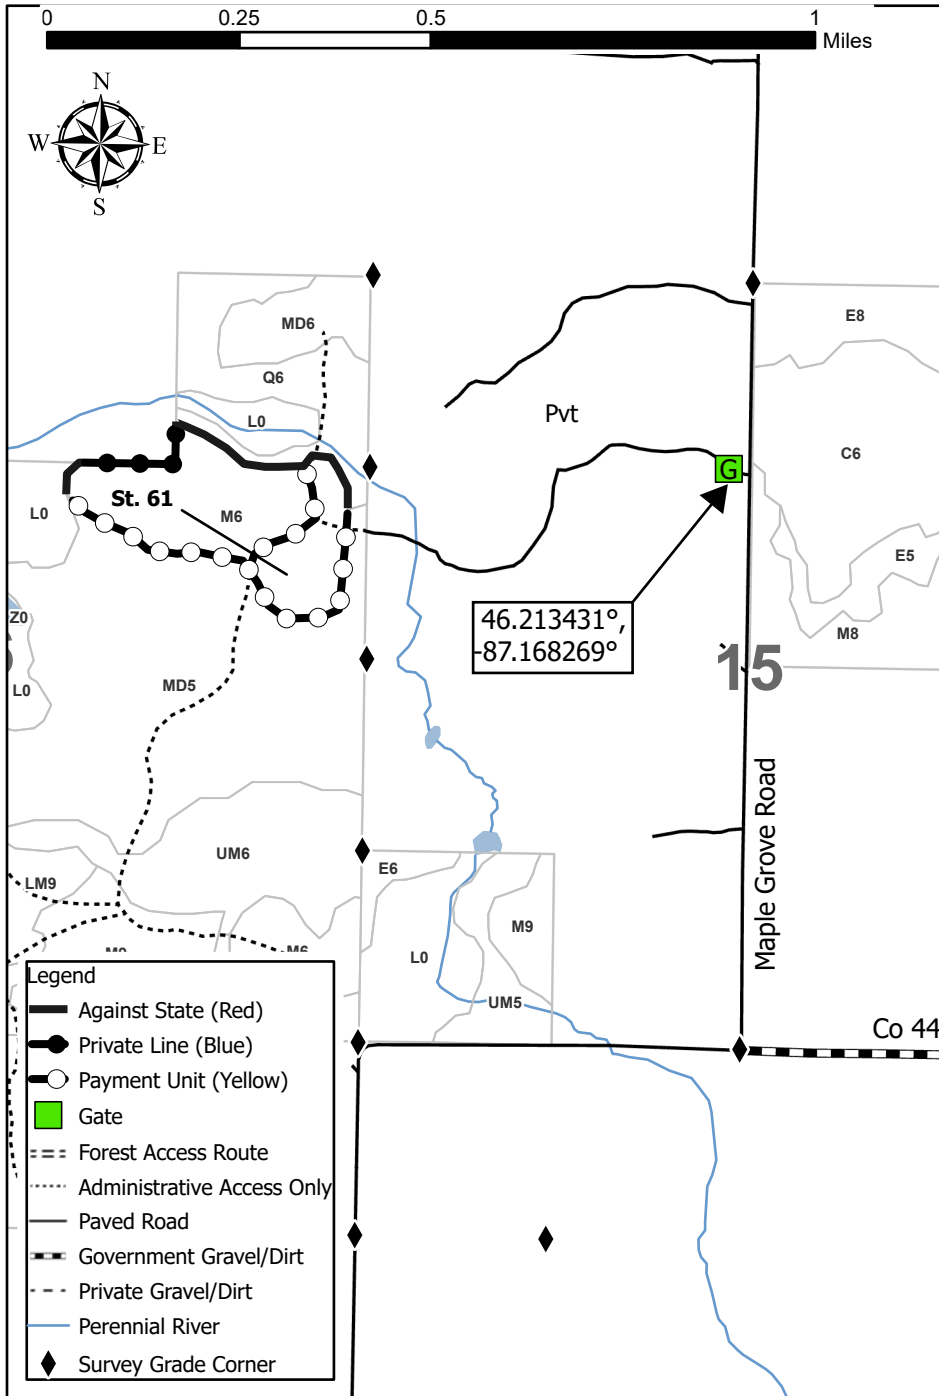 0 0.25 0.5 1
Miles
N
W E
S
MD6
E8
Q6
L0
Pvt
C6
G
St. 61
M6
L0
E5
46.213431°,
-87.168269°
Z0
M8
15
L0
MD5
Maple Grove Road
UM6
E6
LM9
M9
L0
M6
UM5
Co 44
Legend
Against State (Red)
Private Line (Blue)
Payment Unit (Yellow)
Gate
Forest Access Route
Administrative Access Only
Paved Road
Government Gravel/Dirt
Private Gravel/Dirt
Perennial River
Survey Grade Corner